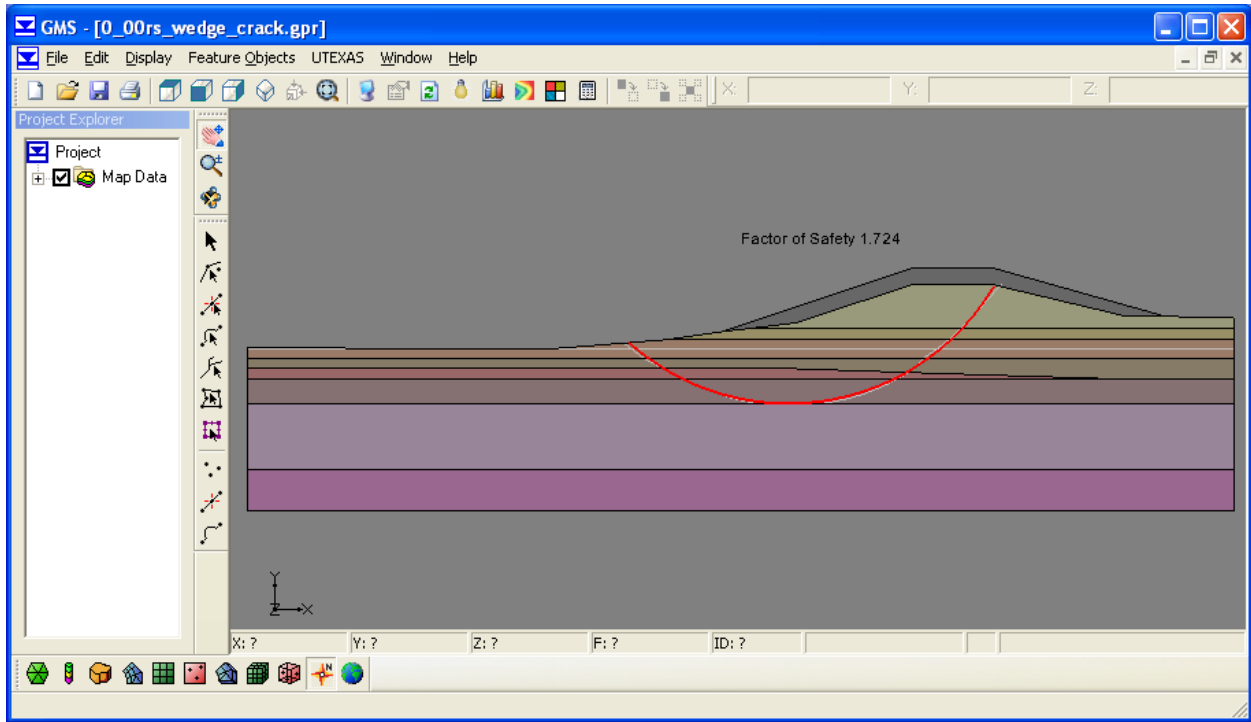 GMS - [0_00rs_wedge_crack.gpr]
File Edit Display Feature Objects UTEXAS Window Help
X: Y: Z:
Project Explorer
Project
Map Data
Factor of Safety 1.724
Y
Z X
X: ? Y: ? Z: ? F: ? ID: ?
N